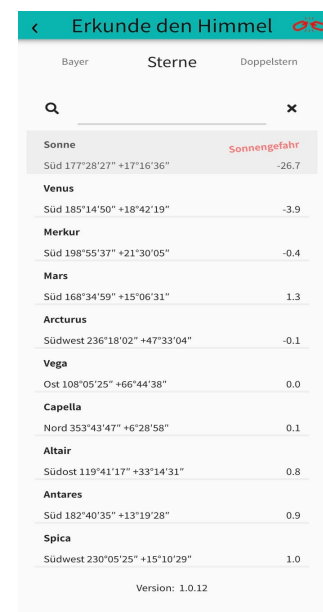 Erkunde den Himmel
Bayer Sterne Doppelstern
Sonne Sonnengefahr
Süd 177°28'27" +17°16'36" -26.7
Venus
Süd 185°14'50" +18°42'19" -3.9
Merkur
Süd 198°55'37" +21°30'05" -0.4
Mars
Süd 168°34'59" +15°06'31" 1.3
Arcturus
Südwest 236°18'02" +47°33'04" -0.1
Vega
Ost 108°05'25" +66°44'38" 0.0
Capella
Nord 353°43'47" +6°28'58" 0.1
Altair
Südost 119°41'17" +33°14'31" 0.8
Antares
Süd 182°40'35" +13°19'28" 0.9
Spica
Südwest 230°05'25" +15°10'29" 1.0
Version: 1.0.12